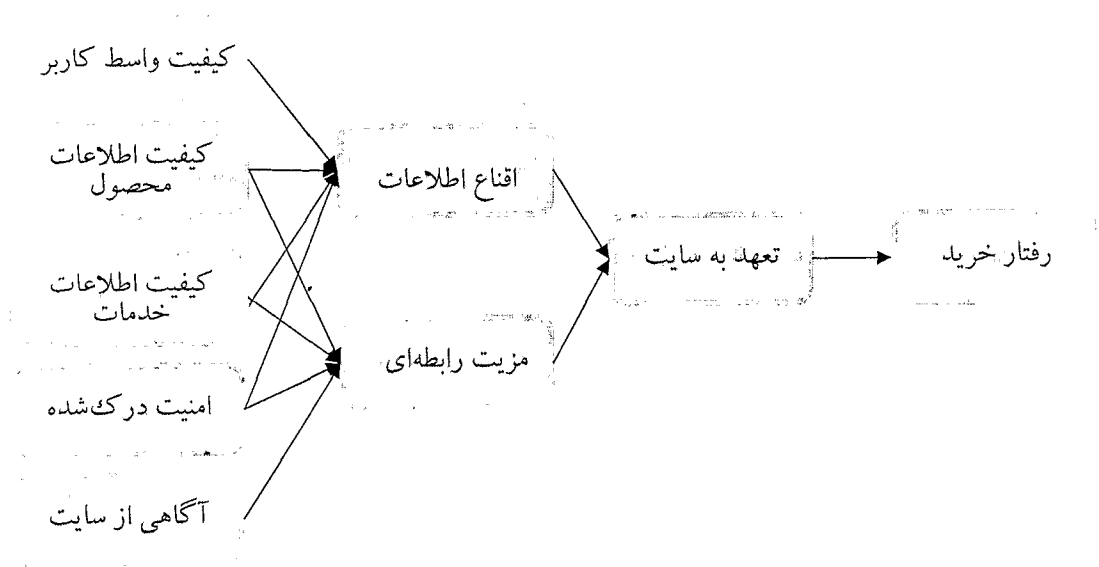 کیفیت واسط کاربر
کیفیت اطلاعات
محصول
اقناع اطلاعات
کیفیت اطلاعات
خدمات
تعهد به سایت
رفتار خرید
مزیت رابطه‌ای
امنیت درک‌شده
آگاهی از سایت